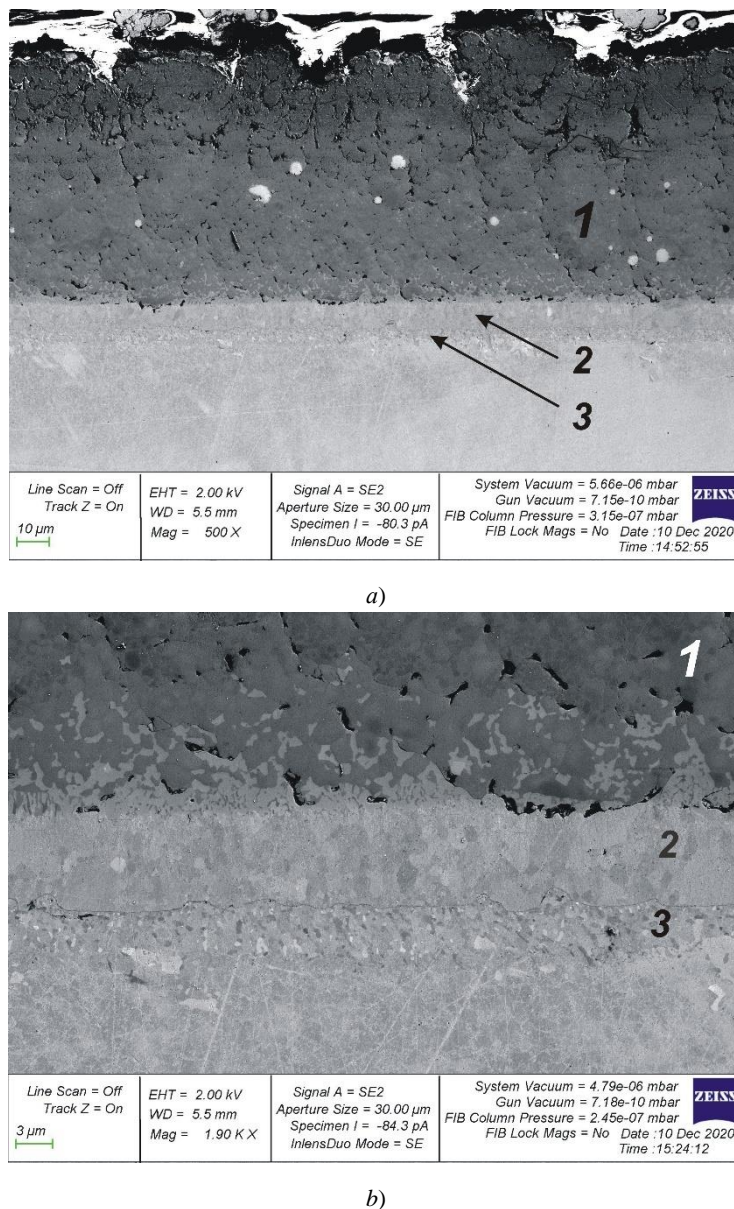 1
2
3
Line Scan = Off
Track Z = On
10 µm
EHT = 2.00 kV
WD = 5.5 mm
Mag = 500 X
Signal A = SE2
Aperture Size = 30.00 µm
Specimen I = -80.3 pA
InlensDuo Mode = SE
System Vacuum = 5.66e-06 mbar
Gun Vacuum = 7.15e-10 mbar
FIB Column Pressure = 3.15e-07 mbar
FIB Lock Mags = No Date :10 Dec 2020
Time :14:52:55
ZEISS
a)
1
2
3
Line Scan = Off
Track Z = On
3 µm
EHT = 2.00 kV
WD = 5.5 mm
Mag = 1.90 K X
Signal A = SE2
Aperture Size = 30.00 µm
Specimen I = -84.3 pA
InlensDuo Mode = SE
System Vacuum = 4.79e-06 mbar
Gun Vacuum = 7.18e-10 mbar
FIB Column Pressure = 2.45e-07 mbar
FIB Lock Mags = No Date :10 Dec 2020
Time :15:24:12
ZEISS
b)